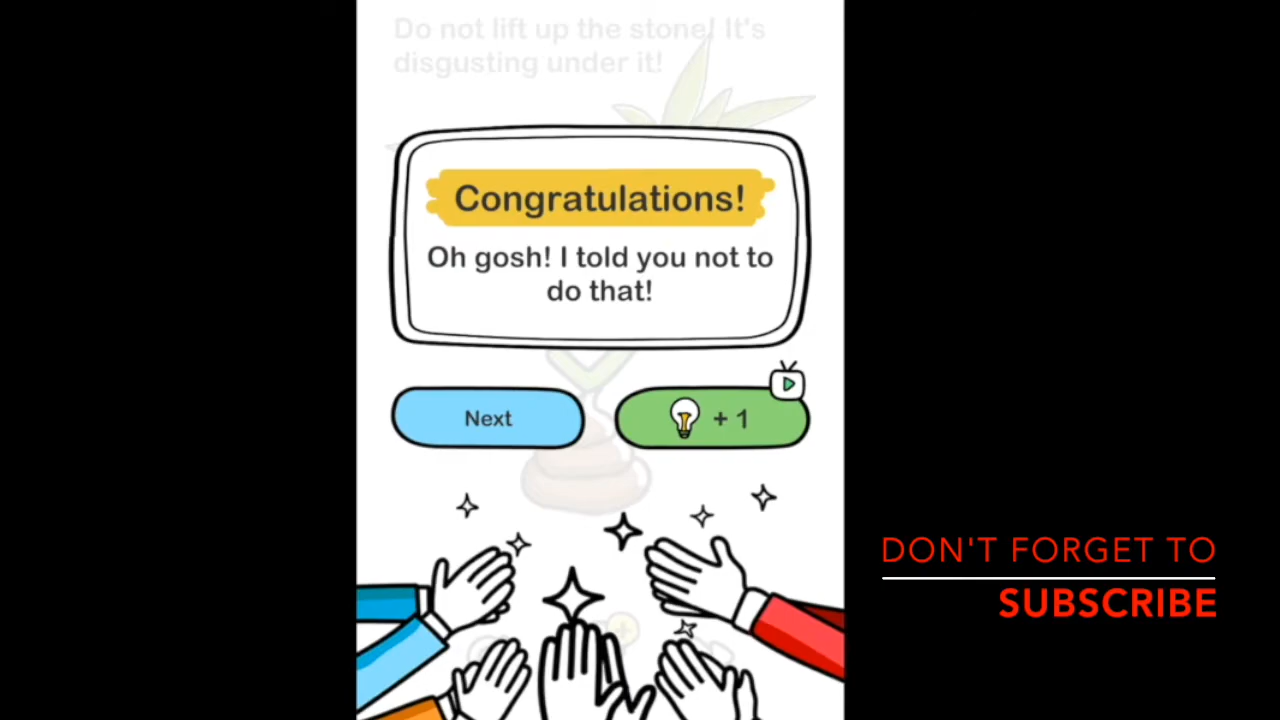 Do not lift up the stone! It's
disgusting under it!
Congratulations!
Oh gosh! I told you not to
do that!
Next
+ 1
DON'T FORGET TO
SUBSCRIBE